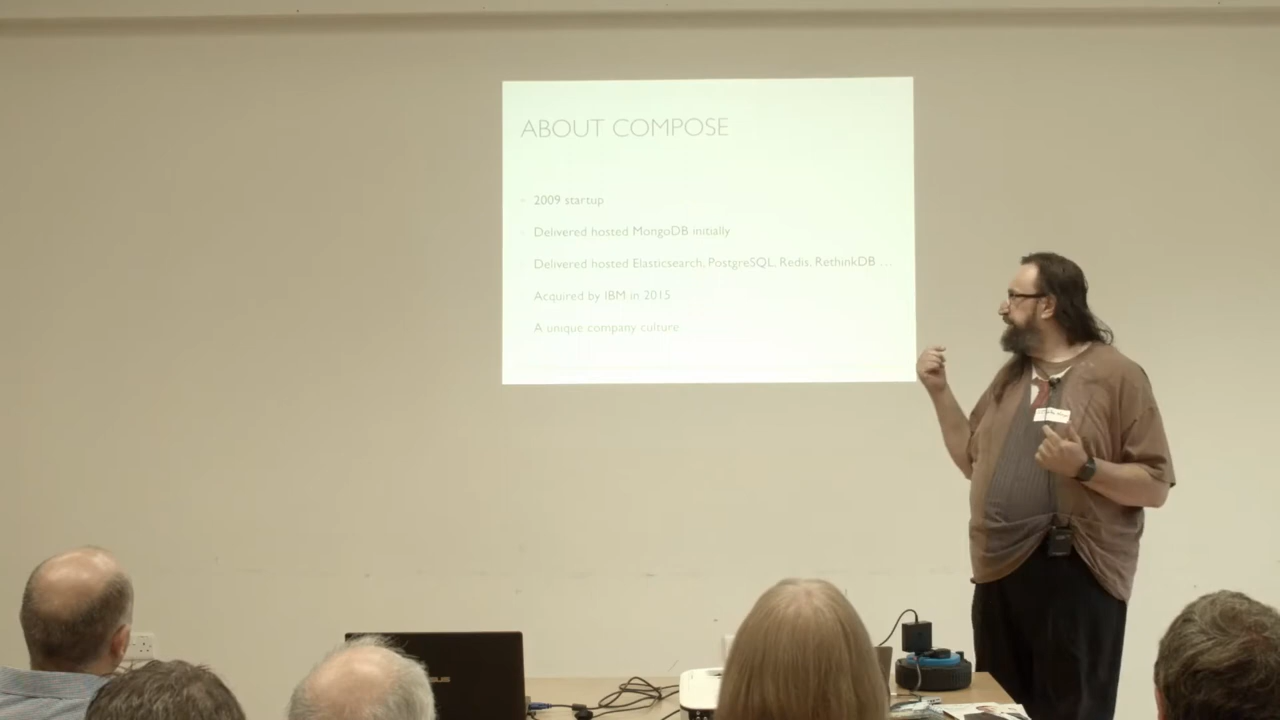 ABOUT COMPOSE
2009 startup
Delivered hosted MongoDB initially
Delivered hosted Elasticsearch, PostgreSQL, Redis, RethinkDB ...
Acquired by IBM in 2015
A unique company culture